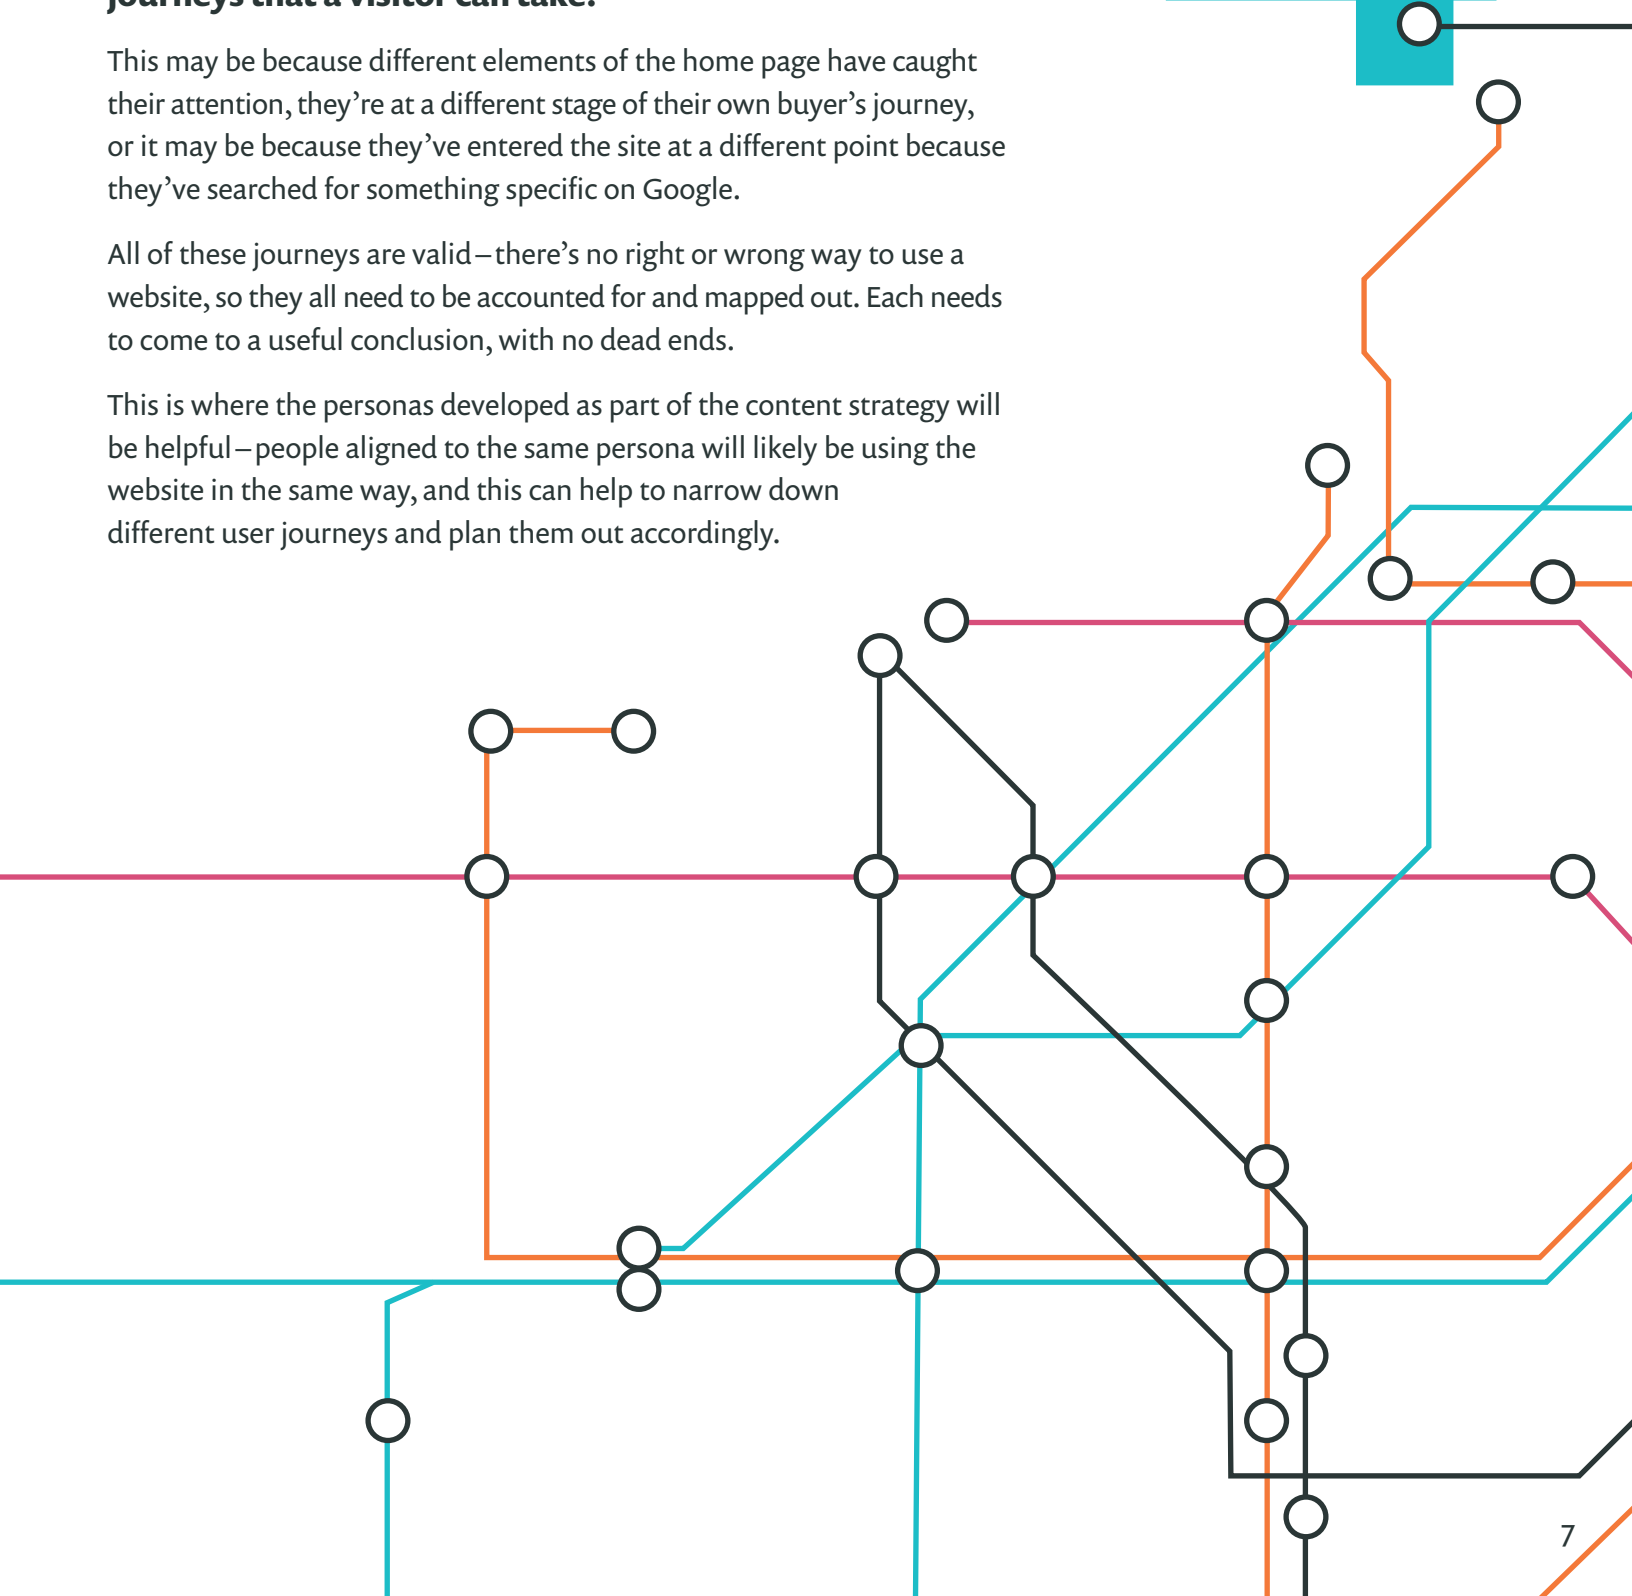 journeys that a visitor can take.
This may be because different elements of the home page have caught
their attention, they’re at a different stage of their own buyer’s journey,
or it may be because they’ve entered the site at a different point because
they’ve searched for something specific on Google.
All of these journeys are valid – there’s no right or wrong way to use a
website, so they all need to be accounted for and mapped out. Each needs
to come to a useful conclusion, with no dead ends.
This is where the personas developed as part of the content strategy will
be helpful – people aligned to the same persona will likely be using the
website in the same way, and this can help to narrow down
different user journeys and plan them out accordingly.
7